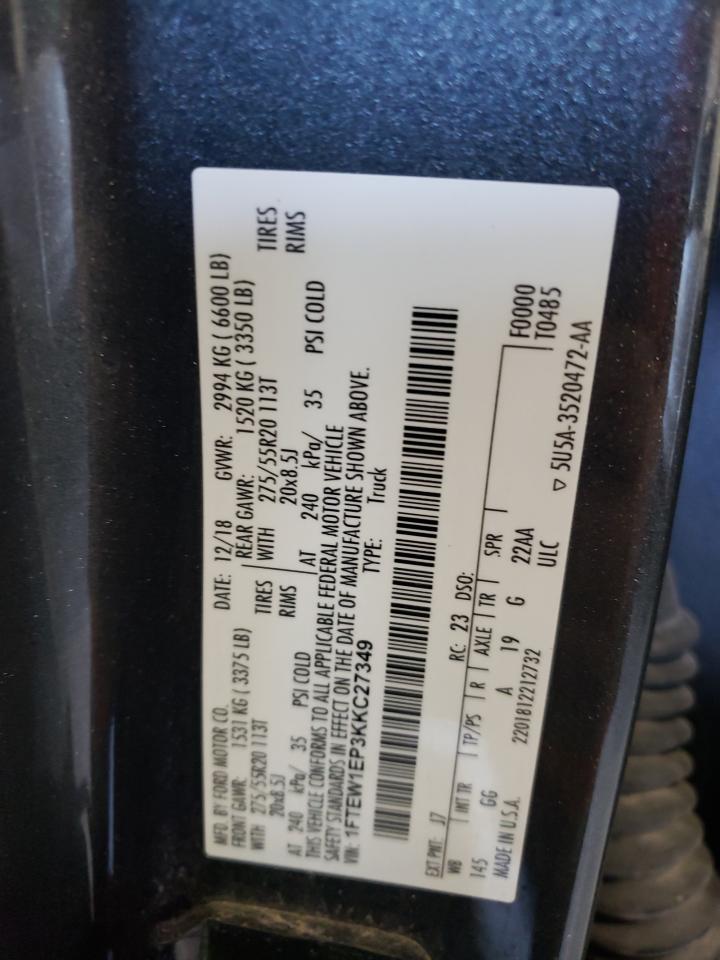 MFD. BY FORD MOTOR CO. DATE: 12/18 GVWR: 2994 KG ( 6600 LB)
FRONT GAWR: 1531 KG ( 3375 LB) REAR GAWR: 1520 KG ( 3350 LB)
WITH 275/55R20 113T TIRES WITH 275/55R20 113T TIRES
20x8.5J RIMS 20x8.5J RIMS
AT 240 kPa/ 35 PSI COLD AT 240 kPa/ 35 PSI COLD
THIS VEHICLE CONFORMS TO ALL APPLICABLE FEDERAL MOTOR VEHICLE
SAFETY STANDARDS IN EFFECT ON THE DATE OF MANUFACTURE SHOWN ABOVE.
VIN: 1FTEW1EP3KKC27349 TYPE: Truck
EXT PNT: J7 RC: 23 DSO: F0000
WB INT TR TP/PS R AXLE TR SPR T0485
145 GG A 19 G 22AA
MADE IN U.S.A. 2201812212732 ULC ▽ 5U5A-3520472-AA